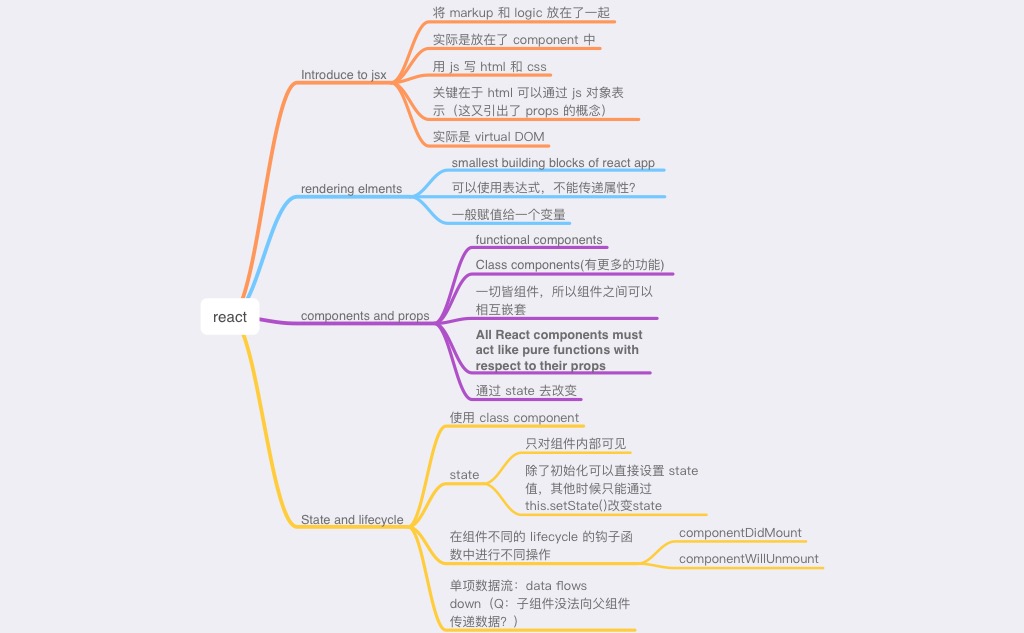 将 markup 和 logic 放在了一起
实际是放在了 component 中
Introduce to jsx
用 js 写 html 和 css
关键在于 html 可以通过 js 对象表
示（这又引出了 props 的概念）
实际是 virtual DOM
smallest building blocks of react app
rendering elments
可以使用表达式，不能传递属性？
一般赋值给一个变量
functional components
Class components(有更多的功能)
一切皆组件，所以组件之间可以
相互嵌套
react
components and props
All React components must
act like pure functions with
respect to their props
通过 state 去改变
使用 class component
只对组件内部可见
state
除了初始化可以直接设置 state
值，其他时候只能通过
this.setState()改变state
State and lifecycle
在组件不同的 lifecycle 的钩子函
数中进行不同操作
componentDidMount
componentWillUnmount
单项数据流：data flows
down（Q：子组件没法向父组件
传递数据？）